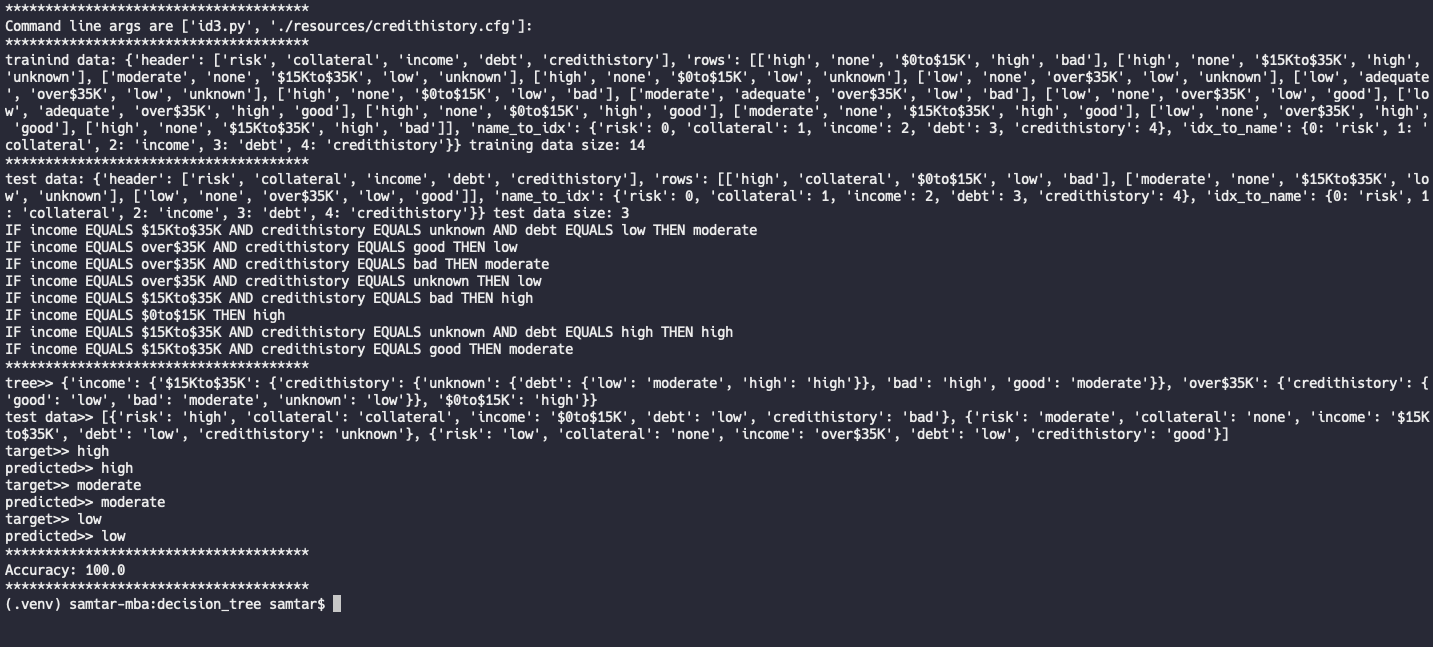 **************************************
Command line args are ['id3.py', './resources/credithistory.cfg']:
**************************************
trainind data: {'header': ['risk', 'collateral', 'income', 'debt', 'credithistory'], 'rows': [['high', 'none', '$0to$15K', 'high', 'bad'], ['high', 'none', '$15Kto$35K', 'high',
'unknown'], ['moderate', 'none', '$15Kto$35K', 'low', 'unknown'], ['high', 'none', '$0to$15K', 'low', 'unknown'], ['low', 'none', 'over$35K', 'low', 'unknown'], ['low', 'adequate
', 'over$35K', 'low', 'unknown'], ['high', 'none', '$0to$15K', 'low', 'bad'], ['moderate', 'adequate', 'over$35K', 'low', 'bad'], ['low', 'none', 'over$35K', 'low', 'good'], ['lo
w', 'adequate', 'over$35K', 'high', 'good'], ['high', 'none', '$0to$15K', 'high', 'good'], ['moderate', 'none', '$15Kto$35K', 'high', 'good'], ['low', 'none', 'over$35K', 'high',
'good'], ['high', 'none', '$15Kto$35K', 'high', 'bad']], 'name_to_idx': {'risk': 0, 'collateral': 1, 'income': 2, 'debt': 3, 'credithistory': 4}, 'idx_to_name': {0: 'risk', 1: '
collateral', 2: 'income', 3: 'debt', 4: 'credithistory'}} training data size: 14
**************************************
test data: {'header': ['risk', 'collateral', 'income', 'debt', 'credithistory'], 'rows': [['high', 'collateral', '$0to$15K', 'low', 'bad'], ['moderate', 'none', '$15Kto$35K', 'lo
w', 'unknown'], ['low', 'none', 'over$35K', 'low', 'good']], 'name_to_idx': {'risk': 0, 'collateral': 1, 'income': 2, 'debt': 3, 'credithistory': 4}, 'idx_to_name': {0: 'risk', 1
: 'collateral', 2: 'income', 3: 'debt', 4: 'credithistory'}} test data size: 3
IF income EQUALS $15Kto$35K AND credithistory EQUALS unknown AND debt EQUALS low THEN moderate
IF income EQUALS over$35K AND credithistory EQUALS good THEN low
IF income EQUALS over$35K AND credithistory EQUALS bad THEN moderate
IF income EQUALS over$35K AND credithistory EQUALS unknown THEN low
IF income EQUALS $15Kto$35K AND credithistory EQUALS bad THEN high
IF income EQUALS $0to$15K THEN high
IF income EQUALS $15Kto$35K AND credithistory EQUALS unknown AND debt EQUALS high THEN high
IF income EQUALS $15Kto$35K AND credithistory EQUALS good THEN moderate
**************************************
tree>> {'income': {'$15Kto$35K': {'credithistory': {'unknown': {'debt': {'low': 'moderate', 'high': 'high'}}, 'bad': 'high', 'good': 'moderate'}}, 'over$35K': {'credithistory': {
'good': 'low', 'bad': 'moderate', 'unknown': 'low'}}, '$0to$15K': 'high'}}
test data>> [{'risk': 'high', 'collateral': 'collateral', 'income': '$0to$15K', 'debt': 'low', 'credithistory': 'bad'}, {'risk': 'moderate', 'collateral': 'none', 'income': '$15K
to$35K', 'debt': 'low', 'credithistory': 'unknown'}, {'risk': 'low', 'collateral': 'none', 'income': 'over$35K', 'debt': 'low', 'credithistory': 'good'}]
target>> high
predicted>> high
target>> moderate
predicted>> moderate
target>> low
predicted>> low
**************************************
Accuracy: 100.0
**************************************
(.venv) samtar-mba:decision_tree samtar$